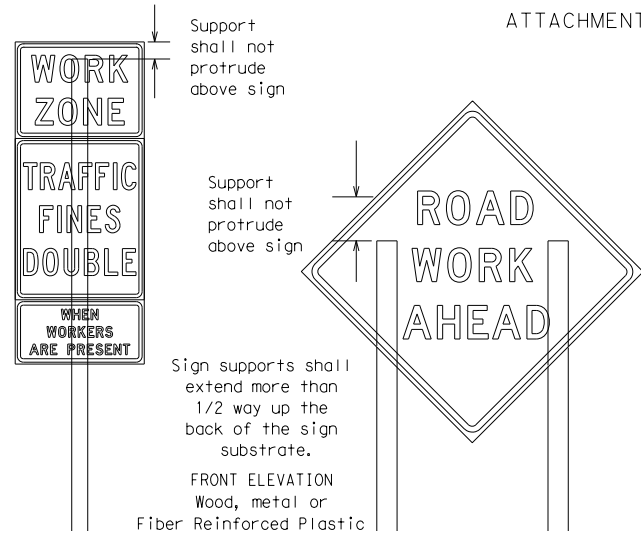 ATTACHMENT
Support
shall not
protrude
above sign
WORK
ZONE
TRAFFIC
FINES
DOUBLE
WHEN
WORKERS
ARE PRESENT
Support
shall not
protrude
above sign
ROAD
WORK
AHEAD
Sign supports shall
extend more than
1/2 way up the
back of the sign
substrate.
FRONT ELEVATION
Wood, metal or
Fiber Reinforced Plastic